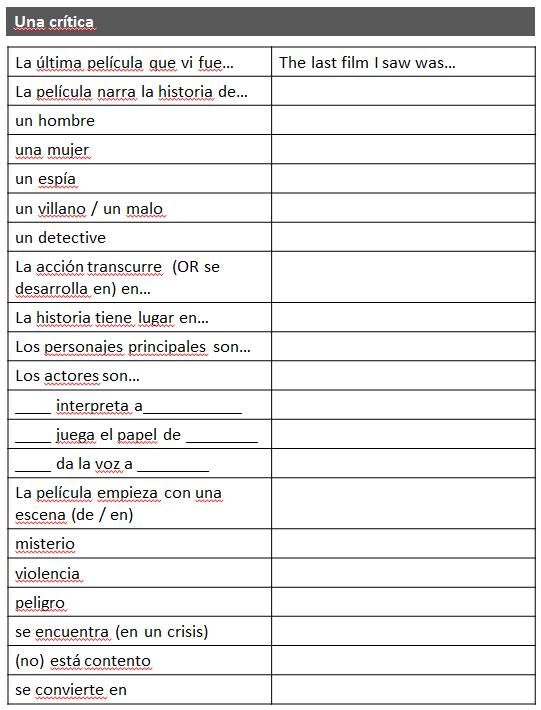 Una crítica
La última película que vi fue…
The last film I saw was…
La película narra la historia de…
un hombre
una mujer
un espía
un villano / un malo
un detective
La acción transcurre (OR se
desarrolla en) en…
La historia tiene lugar en…
Los personajes principales son…
Los actores son…
____ interpreta a___________
____ juega el papel de ________
____ da la voz a ________
La película empieza con una
escena (de / en)
misterio
violencia
peligro
se encuentra (en un crisis)
(no) está contento
se convierte en